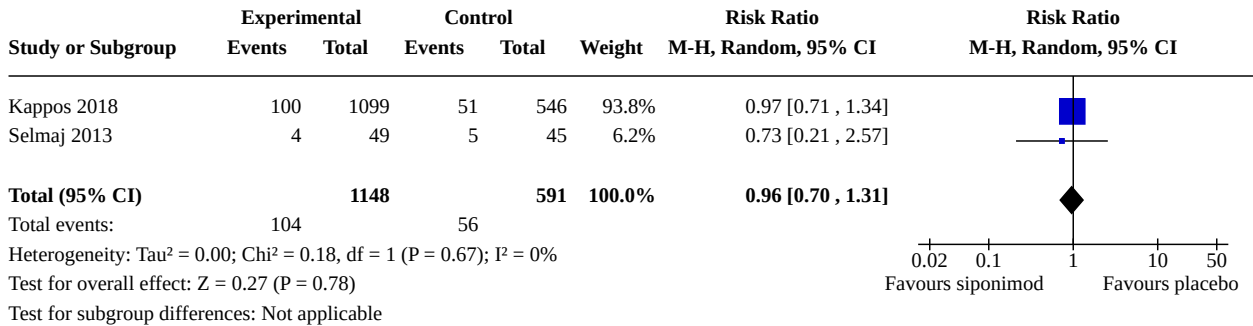 Experimental Control Risk Ratio Risk Ratio
Study or Subgroup Events Total Events Total Weight M-H, Random, 95% CI M-H, Random, 95% CI
Kappos 2018 100 1099 51 546 93.8% 0.97 [0.71 , 1.34]
Selmaj 2013 4 49 5 45 6.2% 0.73 [0.21 , 2.57]
Total (95% CI) 1148 591 100.0% 0.96 [0.70 , 1.31]
Total events: 104 56
Heterogeneity: Tau² = 0.00; Chi² = 0.18, df = 1 (P = 0.67); I² = 0%
0.02 0.1 1 10 50
Test for overall effect: Z = 0.27 (P = 0.78)
Favours siponimod Favours placebo
Test for subgroup differences: Not applicable